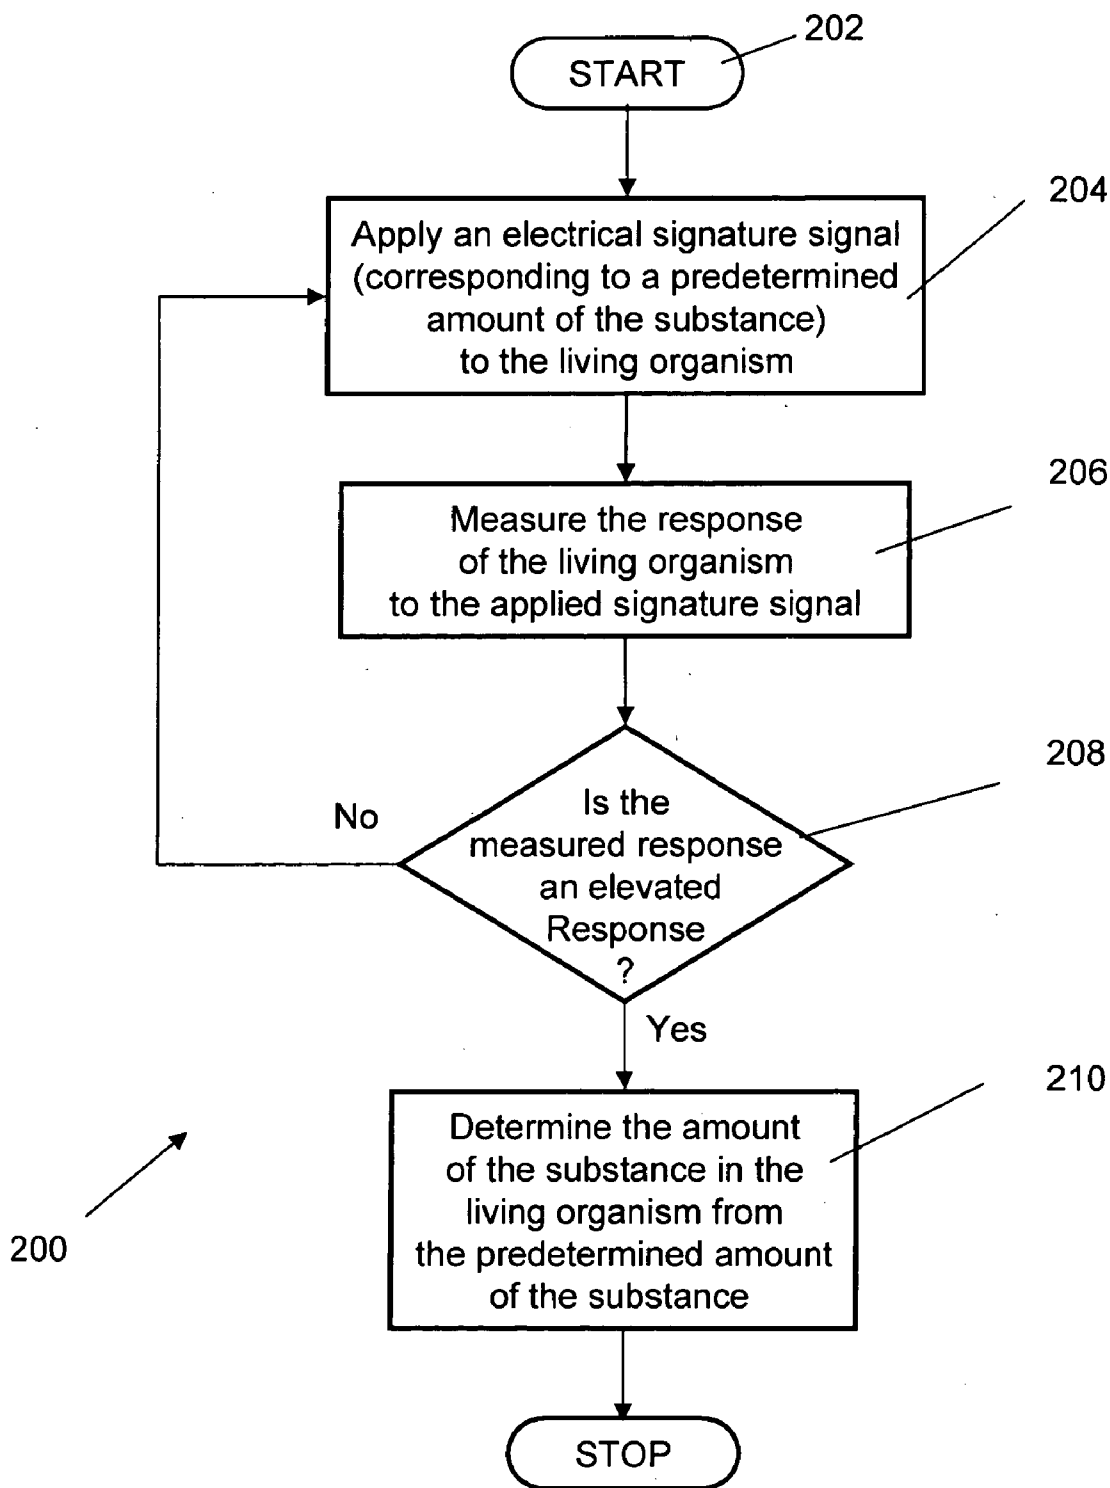 202
START
204
Apply an electrical signature signal
(corresponding to a predetermined
amount of the substance)
to the living organism
206
Measure the response
of the living organism
to the applied signature signal
208
Is the
measured response
an elevated
Response
?
No
Yes
210
Determine the amount
of the substance in the
living organism from
the predetermined amount
of the substance
200
STOP